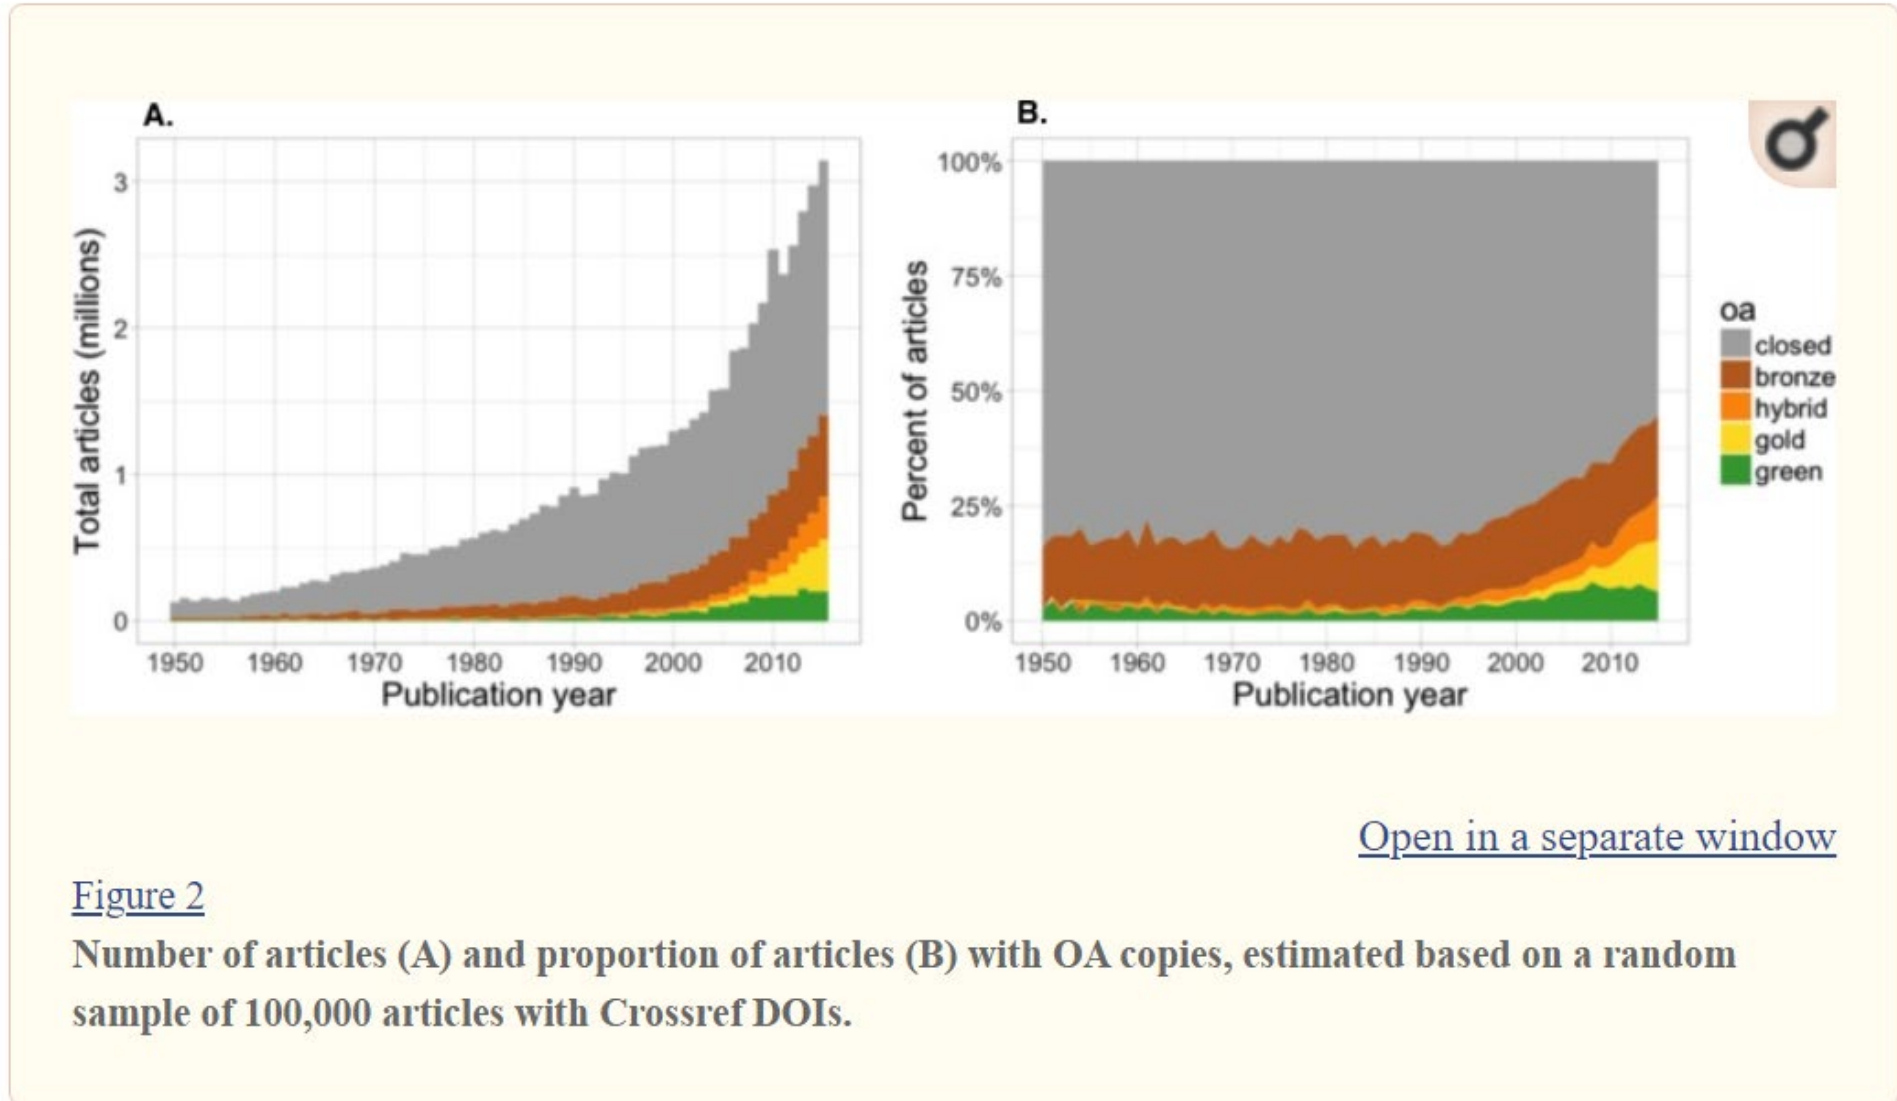 A.
Total articles (millions)
3
2
1
0
1950 1960 1970 1980 1990 2000 2010
Publication year
B.
Percent of articles
100%
75%
50%
25%
0%
1950 1960 1970 1980 1990 2000 2010
Publication year
oa
closed
bronze
hybrid
gold
green
Open in a separate window
Figure 2
Number of articles (A) and proportion of articles (B) with OA copies, estimated based on a random
sample of 100,000 articles with Crossref DOIs.